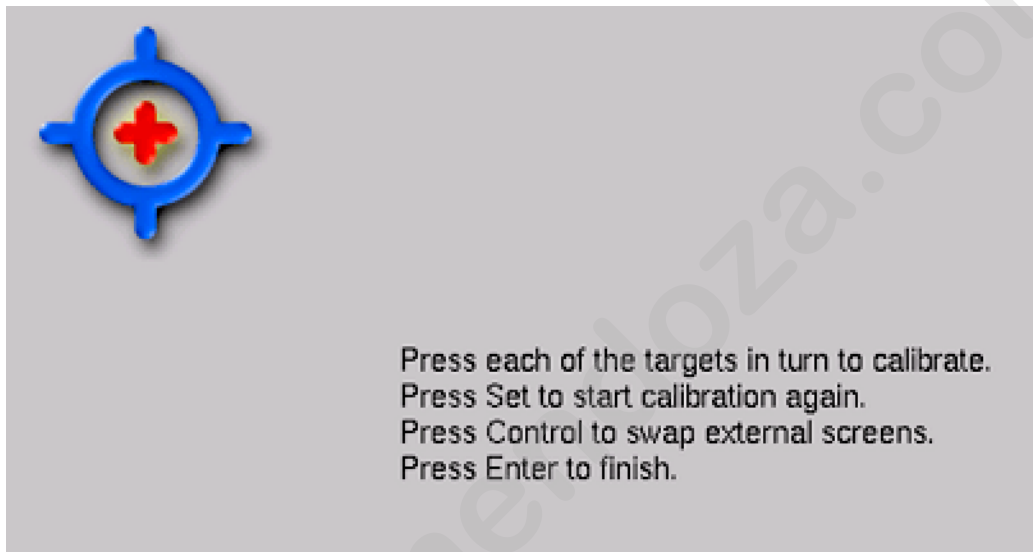 Press each of the targets in turn to calibrate.
Press Set to start calibration again.
Press Control to swap external screens.
Press Enter to finish.